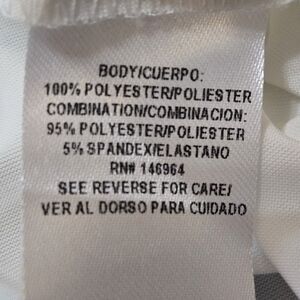 BODY/CUERPO:
100% POLYESTER/POLIESTER
COMBINATION/COMBINACION:
95% POLYESTER/POLIESTER
5% SPANDEX/ELASTANO
RN# 146964
SEE REVERSE FOR CARE/
VER AL DORSO PARA CUIDADO